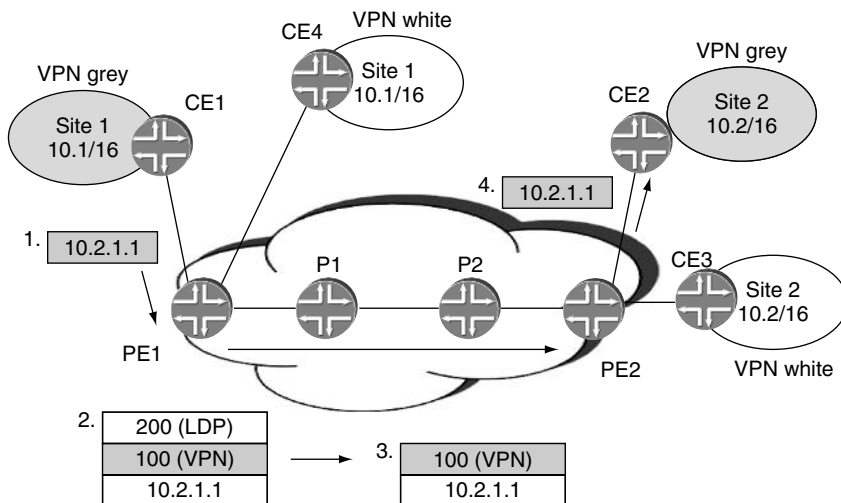 CE4
VPN white
Site 1
10.1/16
VPN grey
CE1
Site 1
10.1/16
VPN grey
CE2
Site 2
10.2/16
4.
10.2.1.1
1.
10.2.1.1
P1
P2
CE3
Site 2
10.2/16
PE1
PE2
VPN white
2.
200 (LDP)
100 (VPN)
10.2.1.1
3.
100 (VPN)
10.2.1.1